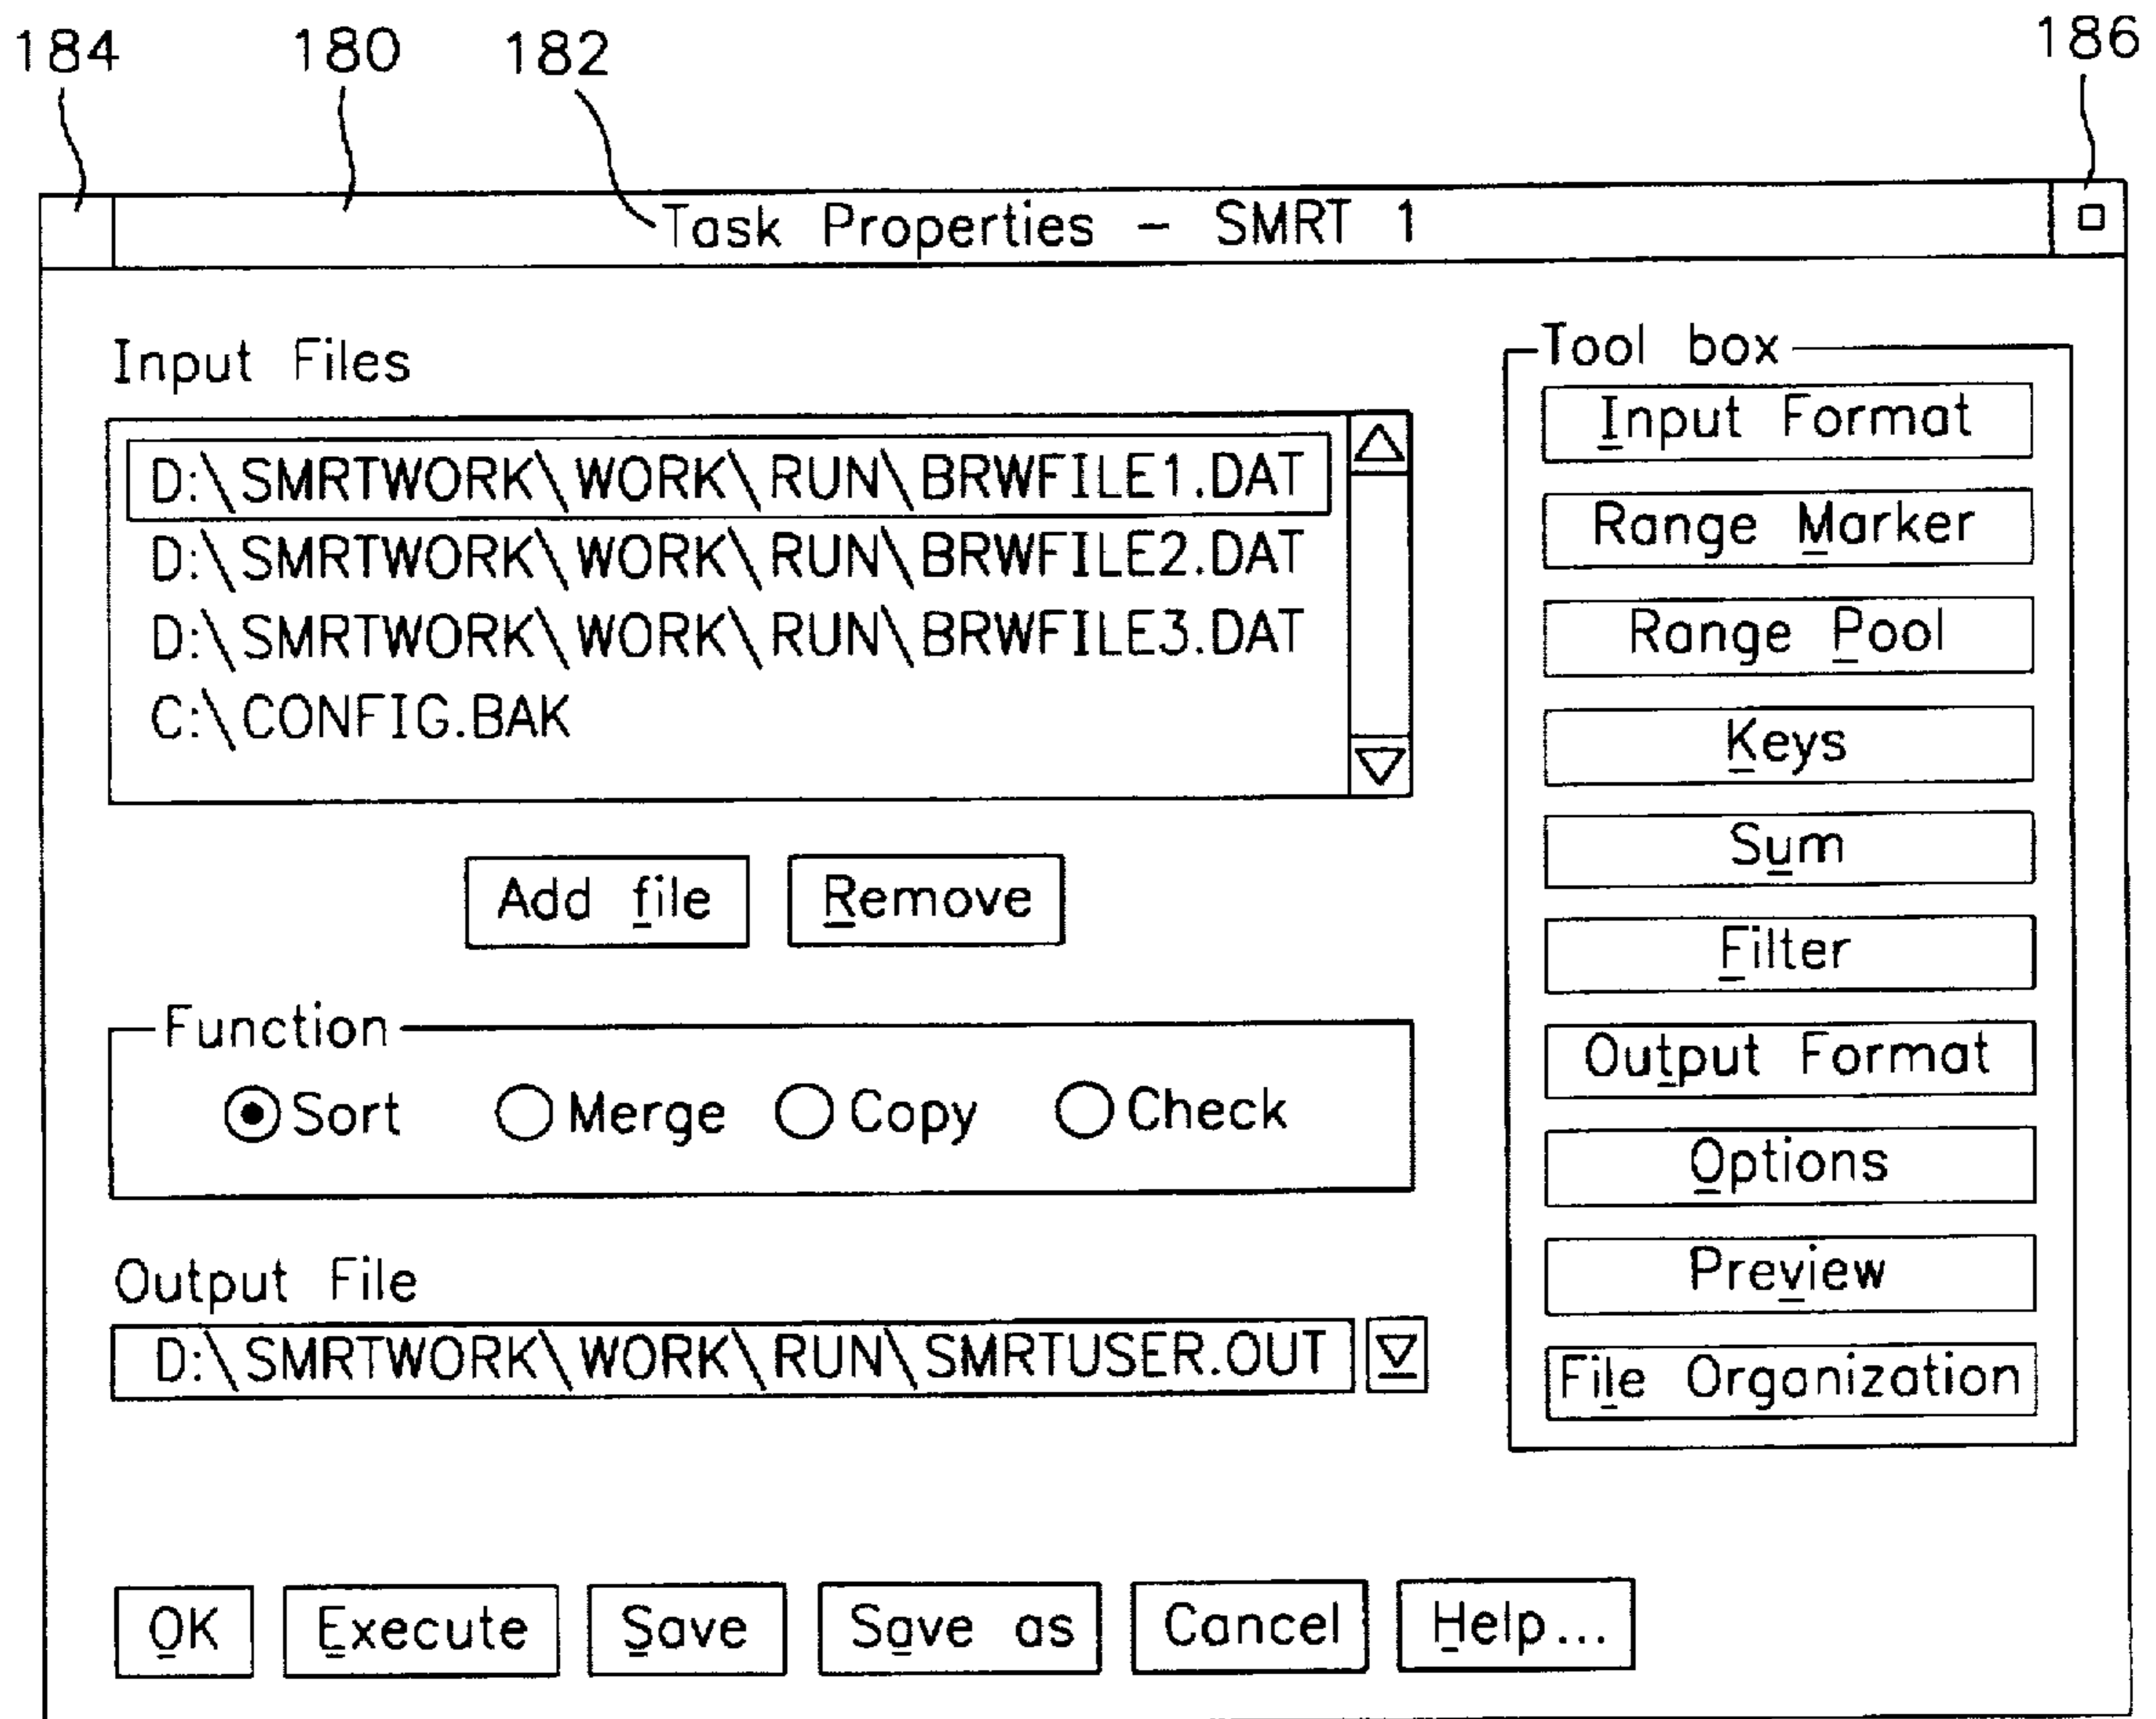 184 180 182 186
Task Properties - SMRT 1
Input Files
D:\SMRTWORK\WORK\RUN\BRWFILE1.DAT
D:\SMRTWORK\WORK\RUN\BRWFILE2.DAT
D:\SMRTWORK\WORK\RUN\BRWFILE3.DAT
C:\CONFIG.BAK
Add file Remove
Function
Sort Merge Copy Check
Output File
D:\SMRTWORK\WORK\RUN\SMRTUSER.OUT
Tool box
Input Format
Range Marker
Range Pool
Keys
Sum
Filter
Output Format
Options
Preview
File Organization
OK Execute Save Save as Cancel Help...